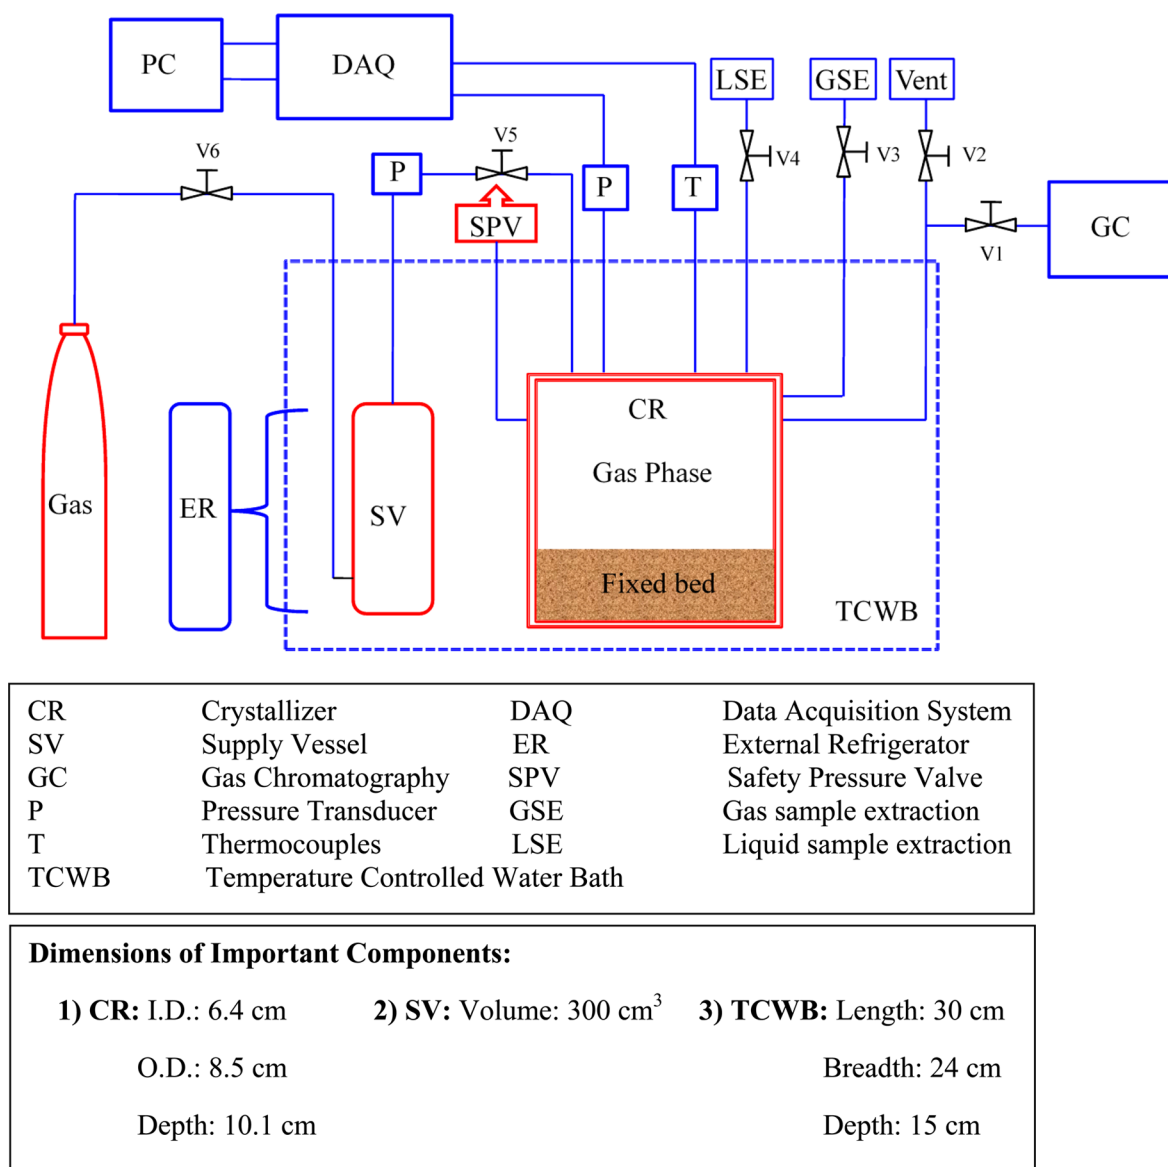 PC
DAQ
LSE
GSE
Vent
V6
V5
V4
V3
V2
P
P
T
SPV
V1
GC
CR
Gas Phase
Gas
ER
SV
Fixed bed
TCWB
CR Crystallizer DAQ Data Acquisition System
SV Supply Vessel ER External Refrigerator
GC Gas Chromatography SPV Safety Pressure Valve
P Pressure Transducer GSE Gas sample extraction
T Thermocouples LSE Liquid sample extraction
TCWB Temperature Controlled Water Bath
Dimensions of Important Components:
1) CR: I.D.: 6.4 cm 2) SV: Volume: 300 cm³ 3) TCWB: Length: 30 cm
O.D.: 8.5 cm Breadth: 24 cm
Depth: 10.1 cm Depth: 15 cm